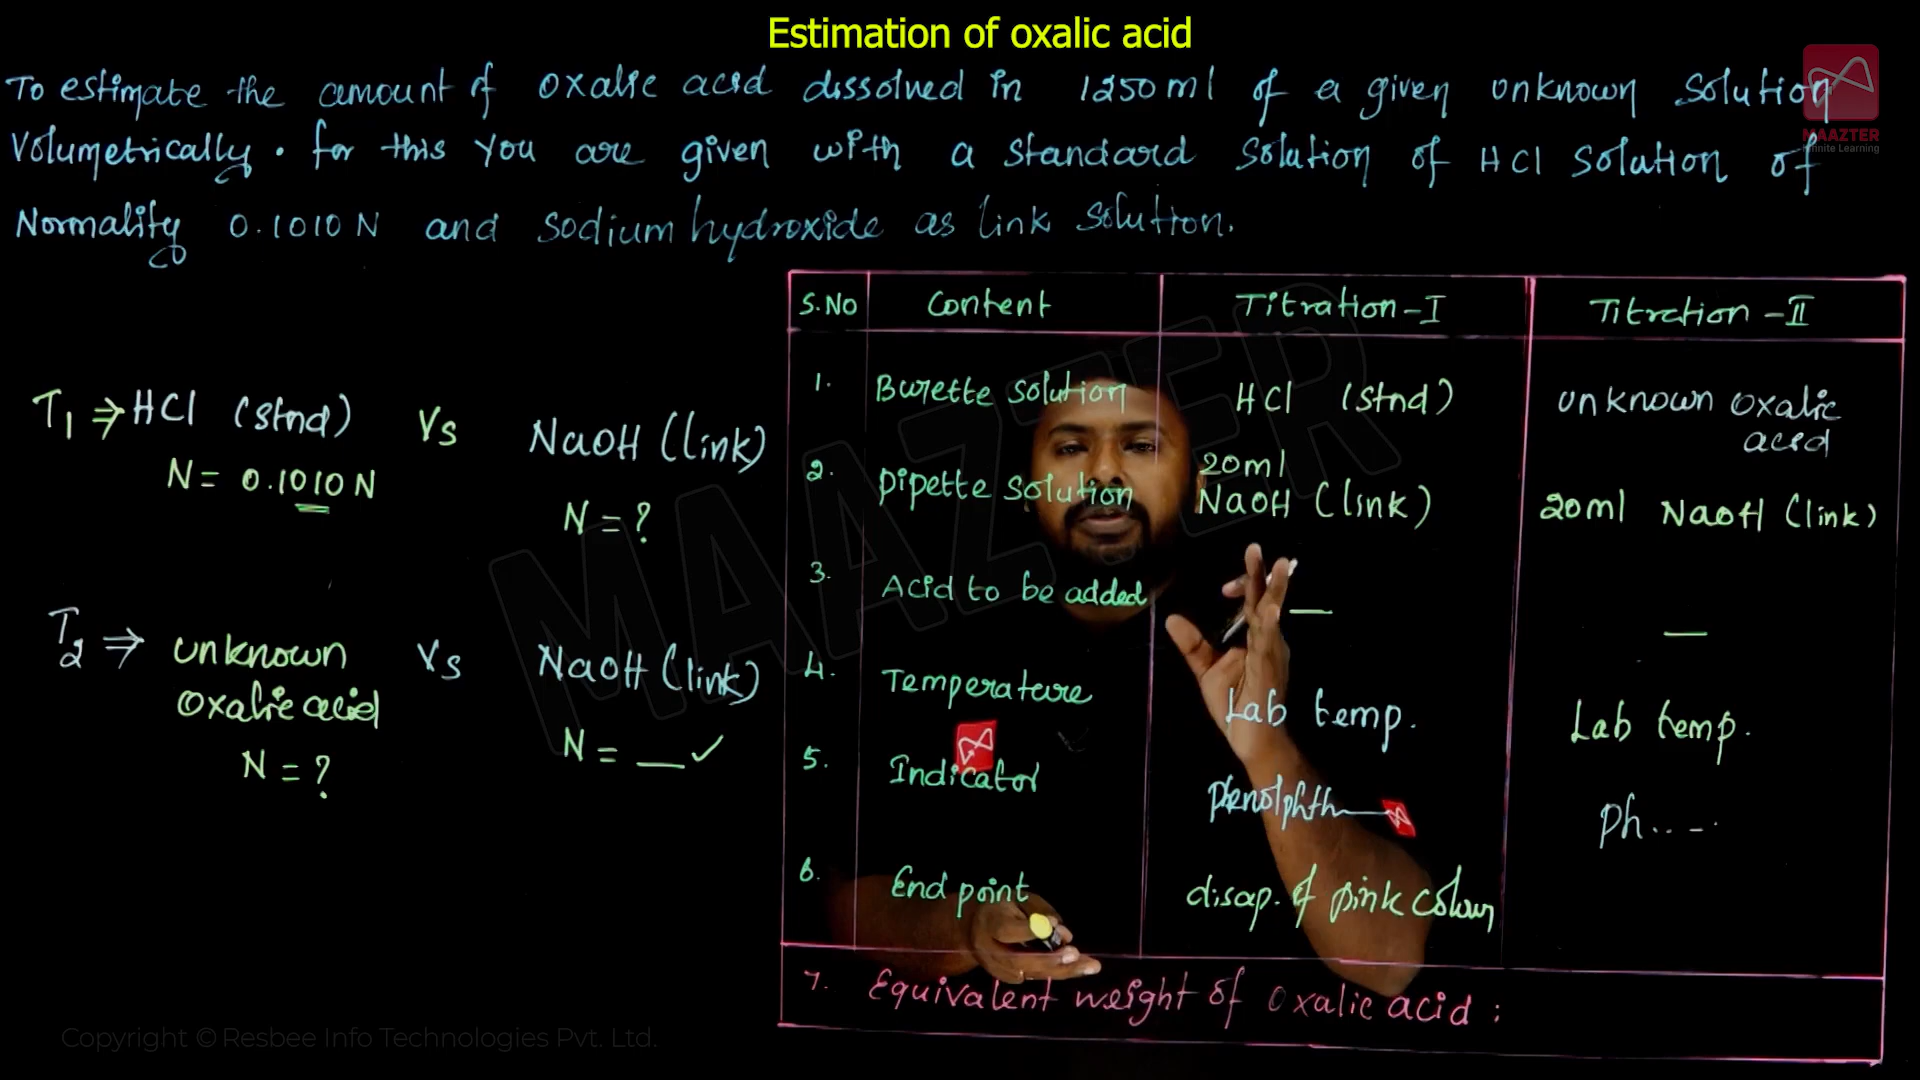 Estimation of oxalic acid
To estimate the amount of oxalic acid dissolved in 1250 ml of a given unknown solution
Volumetrically. for this you are given with a standard solution of HCl solution of
Normality 0.1010 N and sodium hydroxide as link solution.
MAAZTER
Infinite Learning
T1 ⇒ HCl (stnd) Vs NaOH (link)
N = 0.1010 N
N = ?
T2 ⇒ unknown Vs NaOH (link)
oxalic acid
N = ?
N = __ ✓
S.No Content Titration - I Titration - II
1. Burette solution HCl (stnd) unknown oxalic
acid
2. Pipette solution 20ml
NaOH (link) 20ml NaOH (link)
3. Acid to be added — —
4. Temperature Lab temp. Lab temp.
5. Indicator Phenolphth— Ph.. – .
6. End point disap. of pink colour
7. Equivalent weight of oxalic acid :
MAAZTER
Copyright © Resbee Info Technologies Pvt. Ltd.